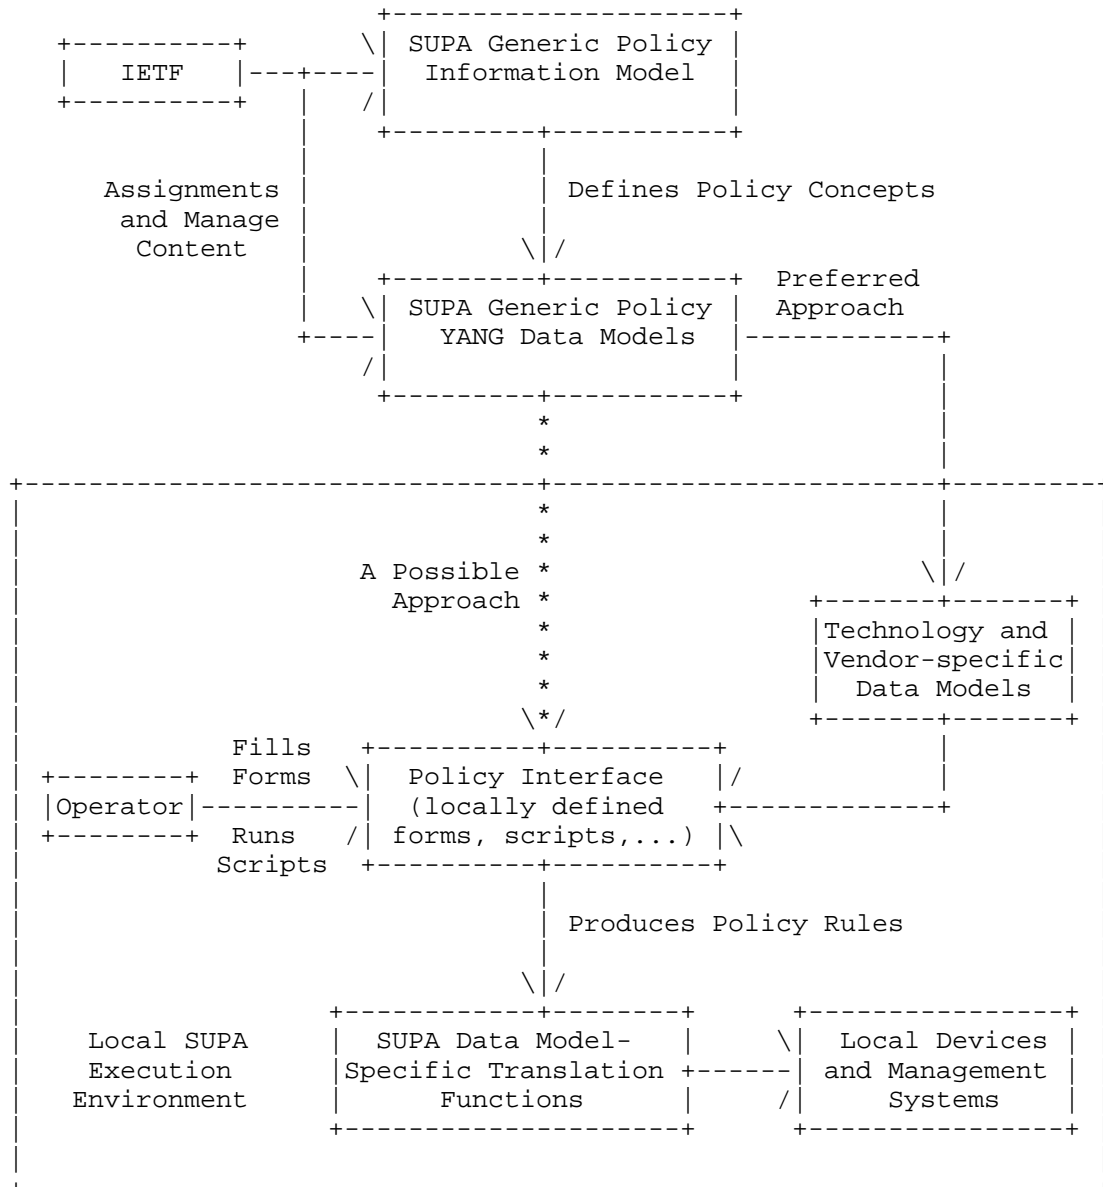 SUPA Generic Policy
Information Model
IETF
Assignments
and Manage
Content
Defines Policy Concepts
Preferred
Approach
SUPA Generic Policy
YANG Data Models
A Possible
Approach
Technology and
Vendor-specific
Data Models
Fills
Forms
Operator
Runs
Scripts
Policy Interface
(locally defined
forms, scripts,...)
Produces Policy Rules
Local SUPA
Execution
Environment
SUPA Data Model-
Specific Translation
Functions
Local Devices
and Management
Systems